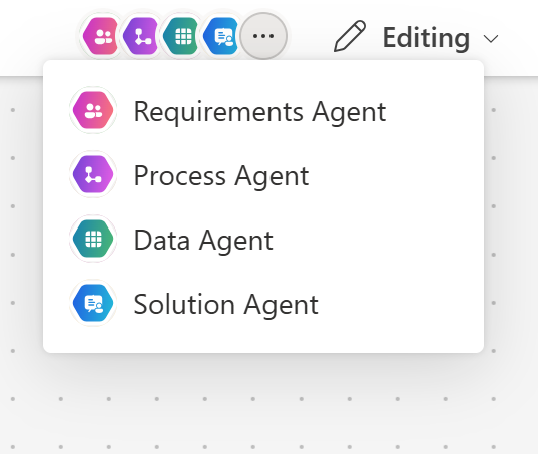 Editing
Requirements Agent
Process Agent
Data Agent
Solution Agent